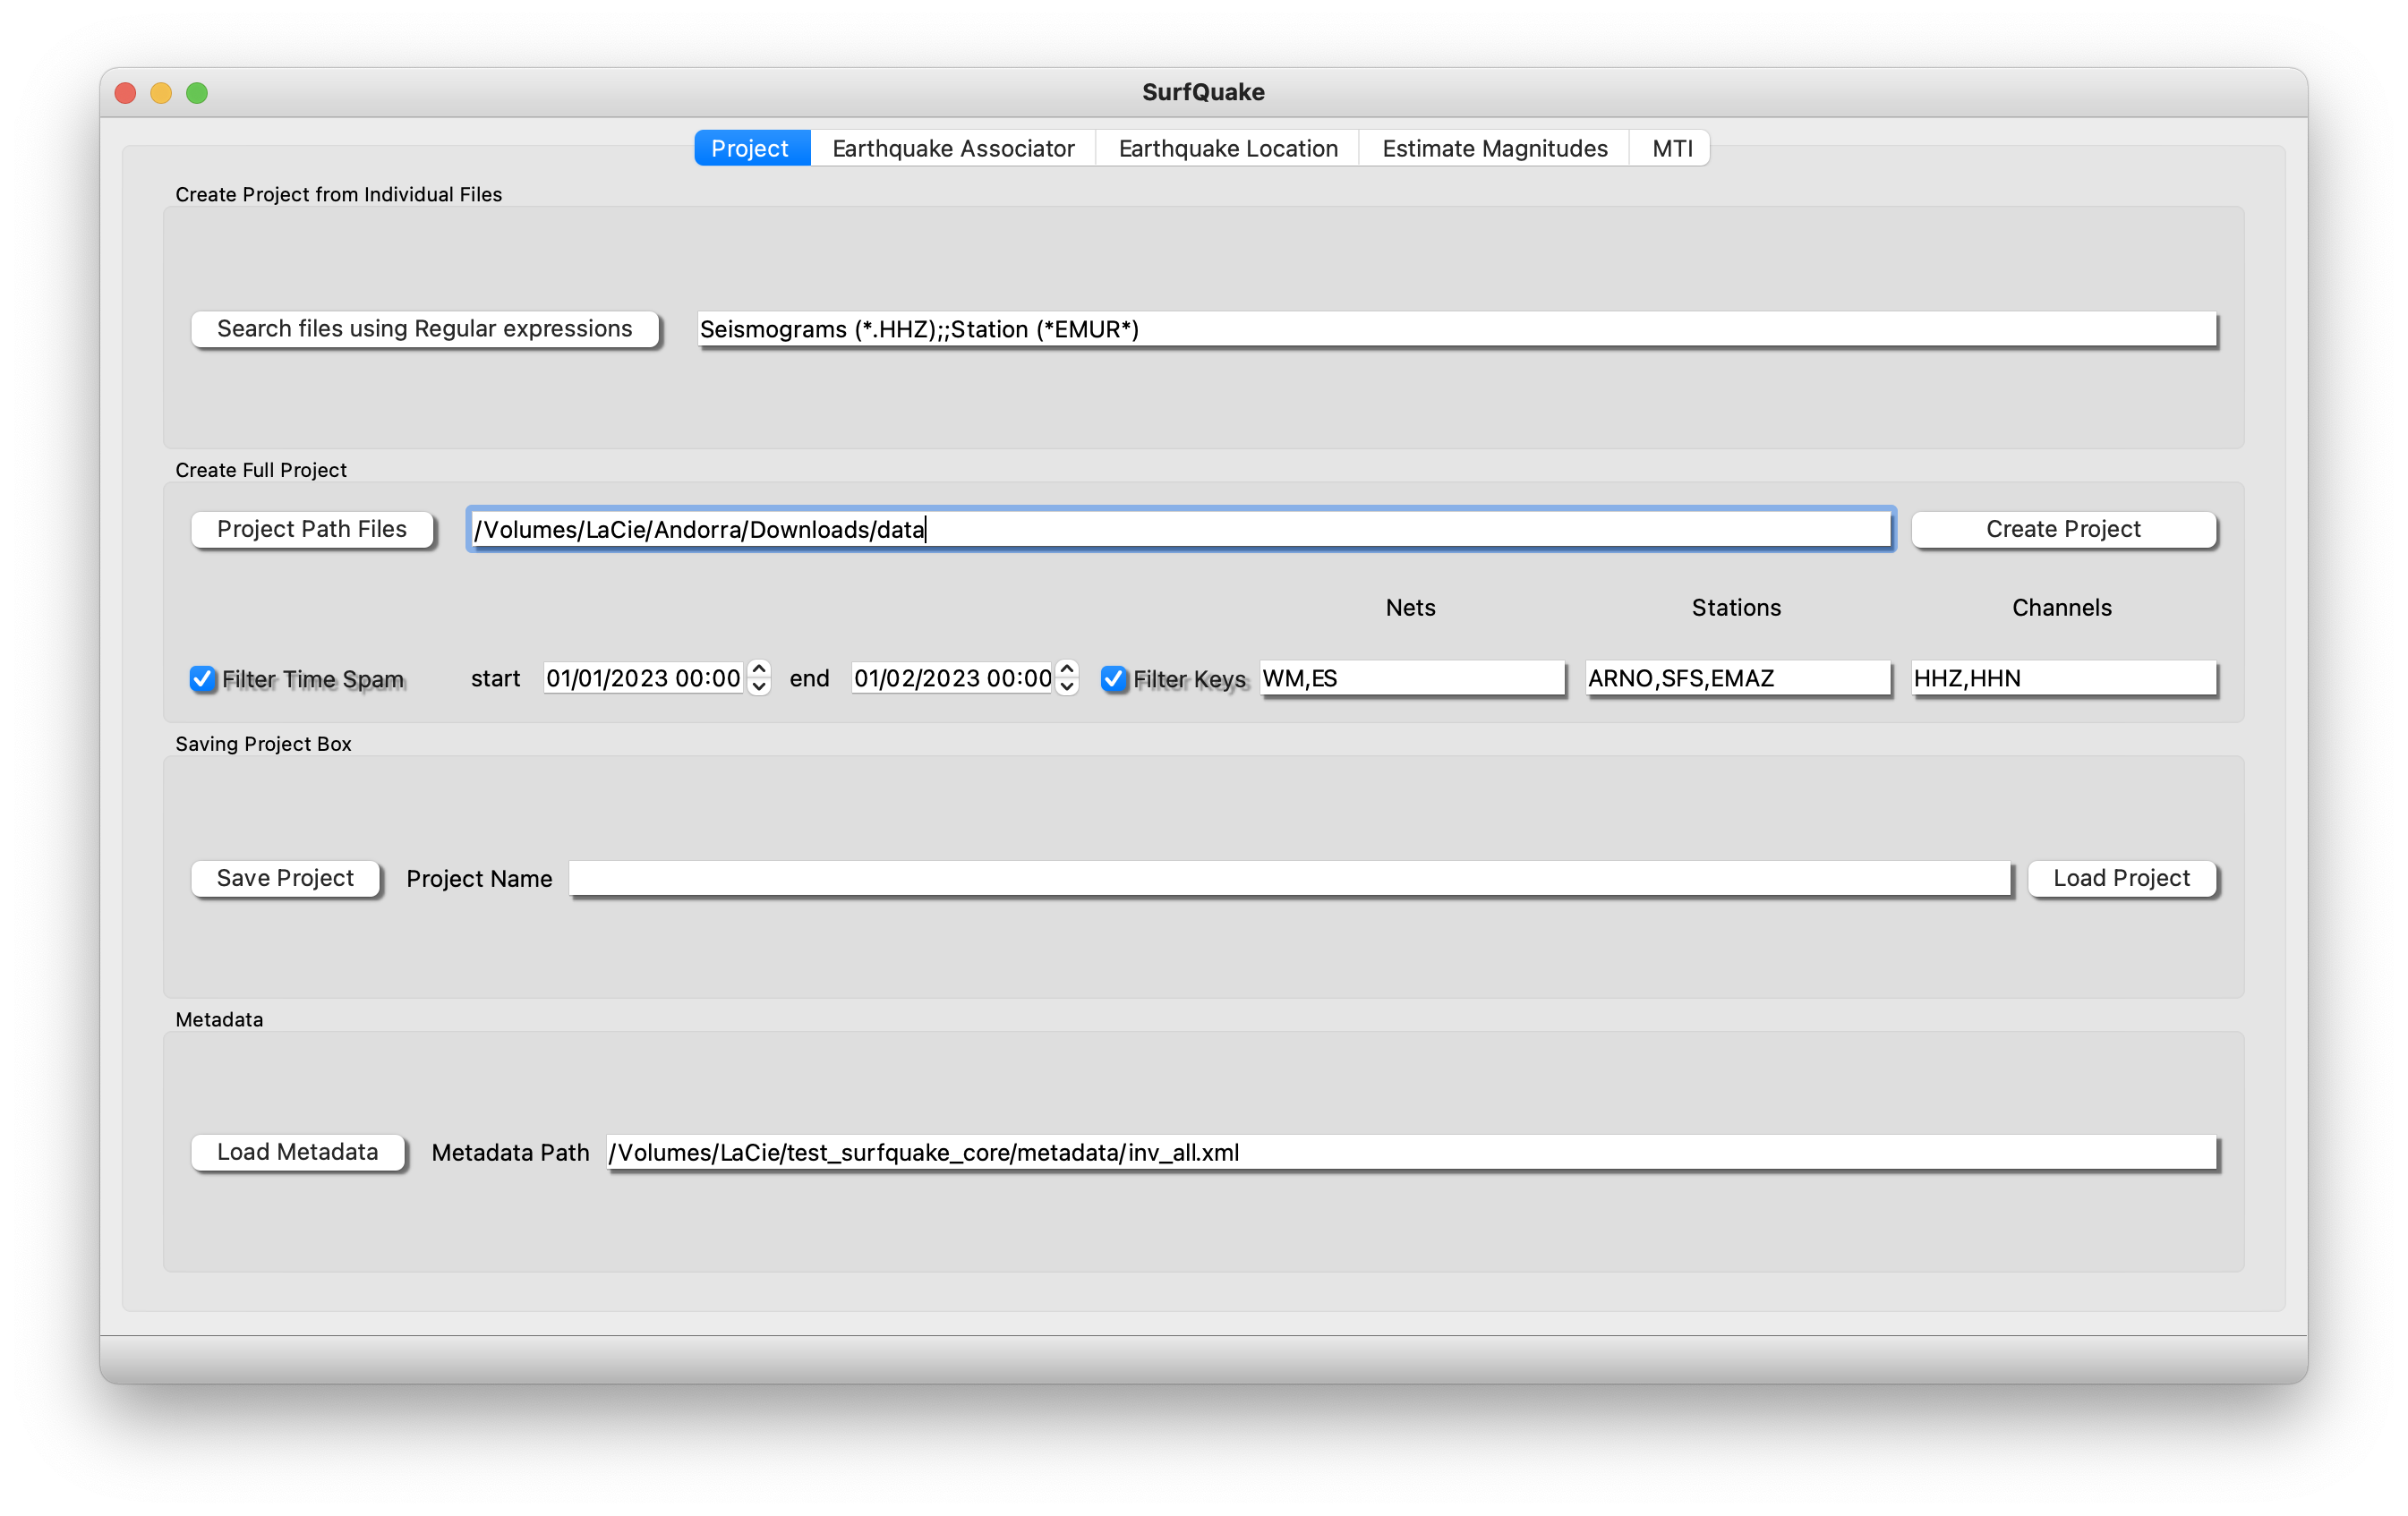 SurfQuake
Project Earthquake Associator Earthquake Location Estimate Magnitudes MTI
Create Project from Individual Files
Search files using Regular expressions Seismograms (*.HHZ);;Station (*EMUR*)
Create Full Project
Project Path Files /Volumes/LaCie/Andorra/Downloads/data Create Project
Nets Stations Channels
Filter Time Spam start 01/01/2023 00:00 end 01/02/2023 00:00 Filter Keys WM,ES ARNO,SFS,EMAZ HHZ,HHN
Saving Project Box
Save Project Project Name Load Project
Metadata
Load Metadata Metadata Path /Volumes/LaCie/test_surfquake_core/metadata/inv_all.xml